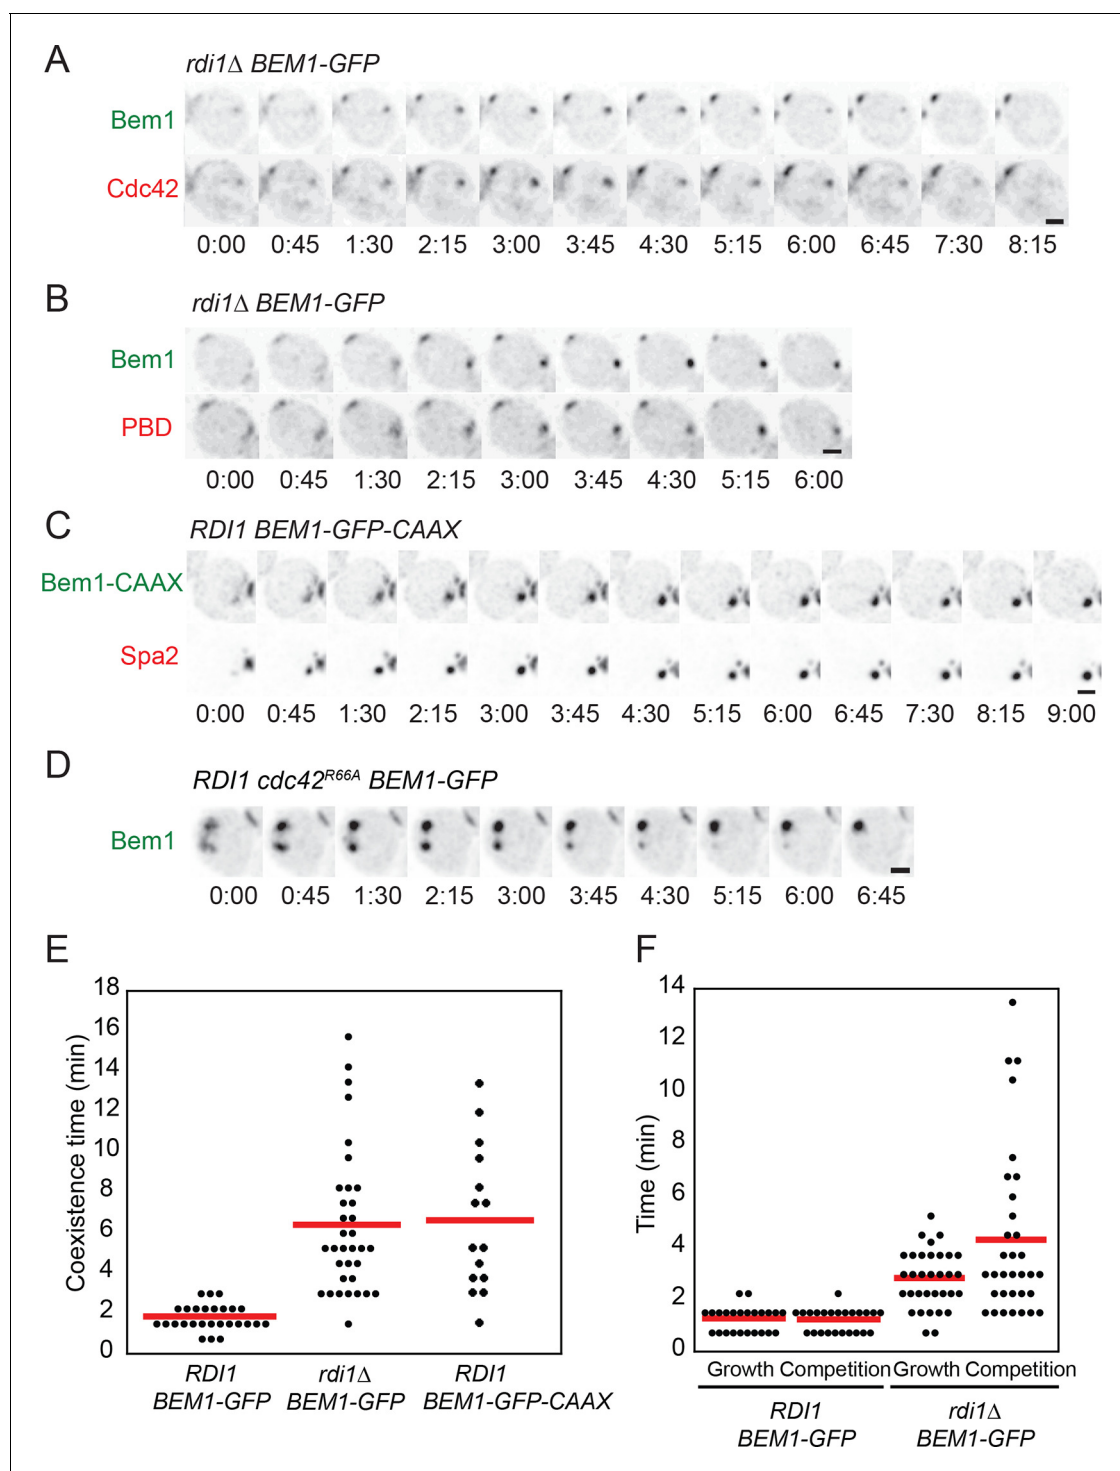 A
rdi1Δ BEM1-GFP
Bem1
Cdc42
0:00 0:45 1:30 2:15 3:00 3:45 4:30 5:15 6:00 6:45 7:30 8:15
B
rdi1Δ BEM1-GFP
Bem1
PBD
0:00 0:45 1:30 2:15 3:00 3:45 4:30 5:15 6:00
C
RDI1 BEM1-GFP-CAAX
Bem1-CAAX
Spa2
0:00 0:45 1:30 2:15 3:00 3:45 4:30 5:15 6:00 6:45 7:30 8:15 9:00
D
RDI1 cdc42R66A BEM1-GFP
Bem1
0:00 0:45 1:30 2:15 3:00 3:45 4:30 5:15 6:00 6:45
E
Coexistence time (min)
18
16
14
12
10
8
6
4
2
0
RDI1
BEM1-GFP
rdi1Δ
BEM1-GFP
RDI1
BEM1-GFP-CAAX
F
Time (min)
14
12
10
8
6
4
2
0
Growth Competition Growth Competition
RDI1
BEM1-GFP
rdi1Δ
BEM1-GFP